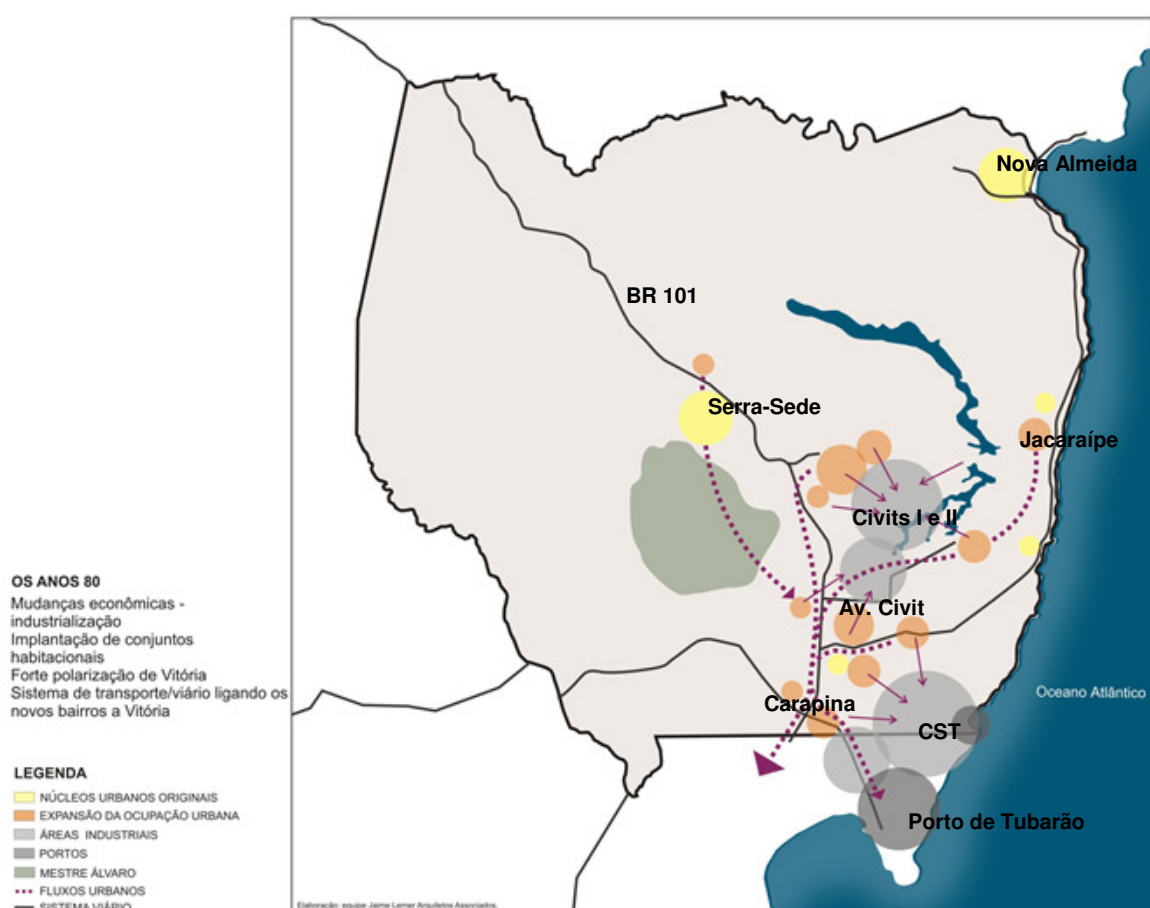 Nova Almeida
BR 101
Serra-Sede
Jacaraípe
Civits I e II
Av. Civit
Carapina
CST
Oceano Atlântico
Porto de Tubarão
OS ANOS 80
Mudanças econômicas -
industrialização
Implantação de conjuntos
habitacionais
Forte polarização de Vitória
Sistema de transporte/viário ligando os
novos bairros a Vitória
LEGENDA
NÚCLEOS URBANOS ORIGINAIS
EXPANSÃO DA OCUPAÇÃO URBANA
ÁREAS INDUSTRIAIS
PORTOS
MESTRE ÁLVARO
FLUXOS URBANOS
SISTEMA VIÁRIO
Elaboração: equipe Jaime Lerner Arquitetos Associados.